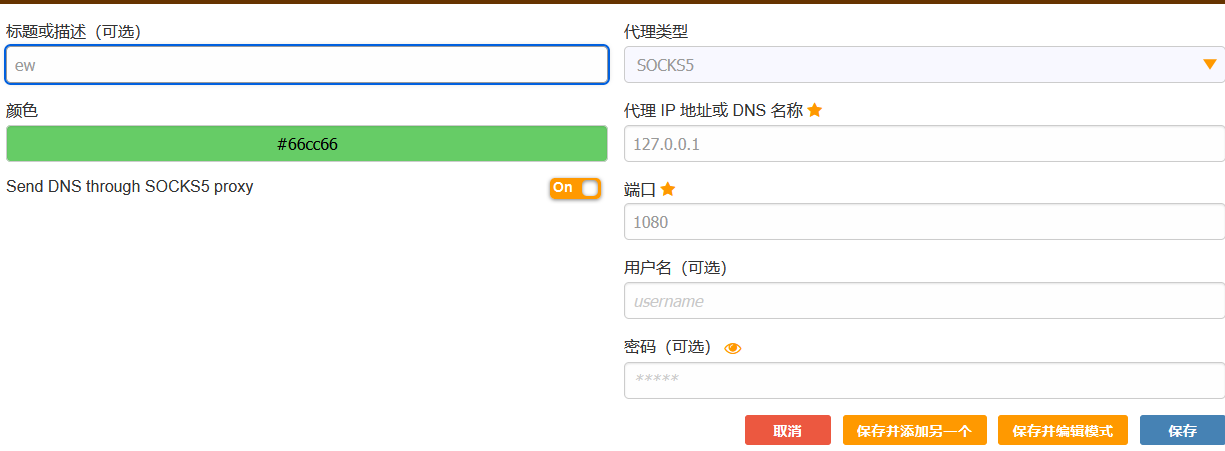 标题或描述（可选）
ew
颜色
#66cc66
Send DNS through SOCKS5 proxy
On
代理类型
SOCKS5
代理 IP 地址或 DNS 名称
127.0.0.1
端口
1080
用户名（可选）
username
密码（可选）
*****
取消
保存并添加另一个
保存并编辑模式
保存